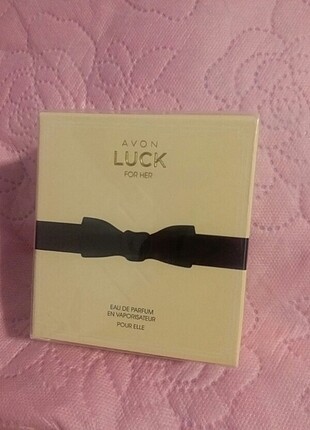 AVON
LUCK
FOR HER
EAU DE PARFUM
EN VAPORISATEUR
POUR ELLE